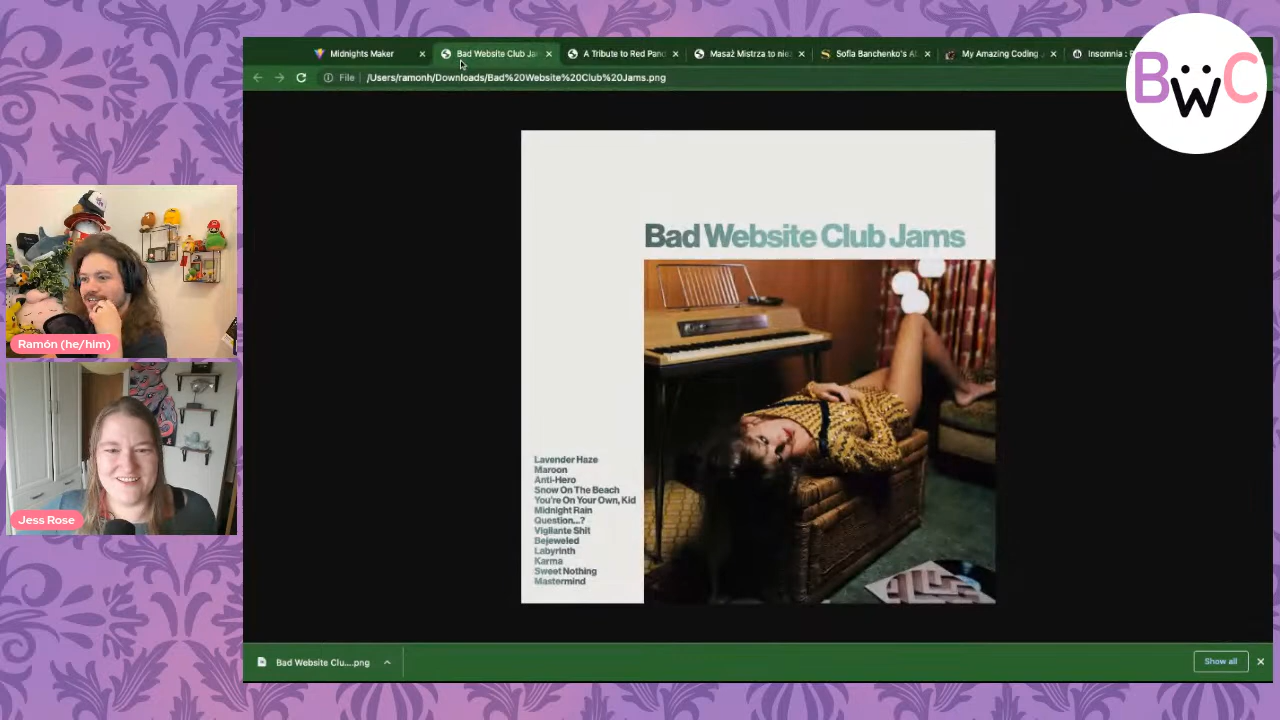 Midnights Maker
Bad Website Club Ja
A Tribute to Red Pand
Masaż Mistrza to nie
Sofia Banchenko's A
My Amazing Coding J
Insomnia :
File
/Users/ramonh/Downloads/Bad%20Website%20Club%20Jams.png
BWC
Bad Website Club Jams
Lavender Haze
Maroon
Anti-Hero
Snow On The Beach
You're On Your Own, Kid
Midnight Rain
Question...?
Vigilante Shit
Bejeweled
Labyrinth
Karma
Sweet Nothing
Mastermind
Ramón (he/him)
Jess Rose
Bad Website Clu....png
Show all